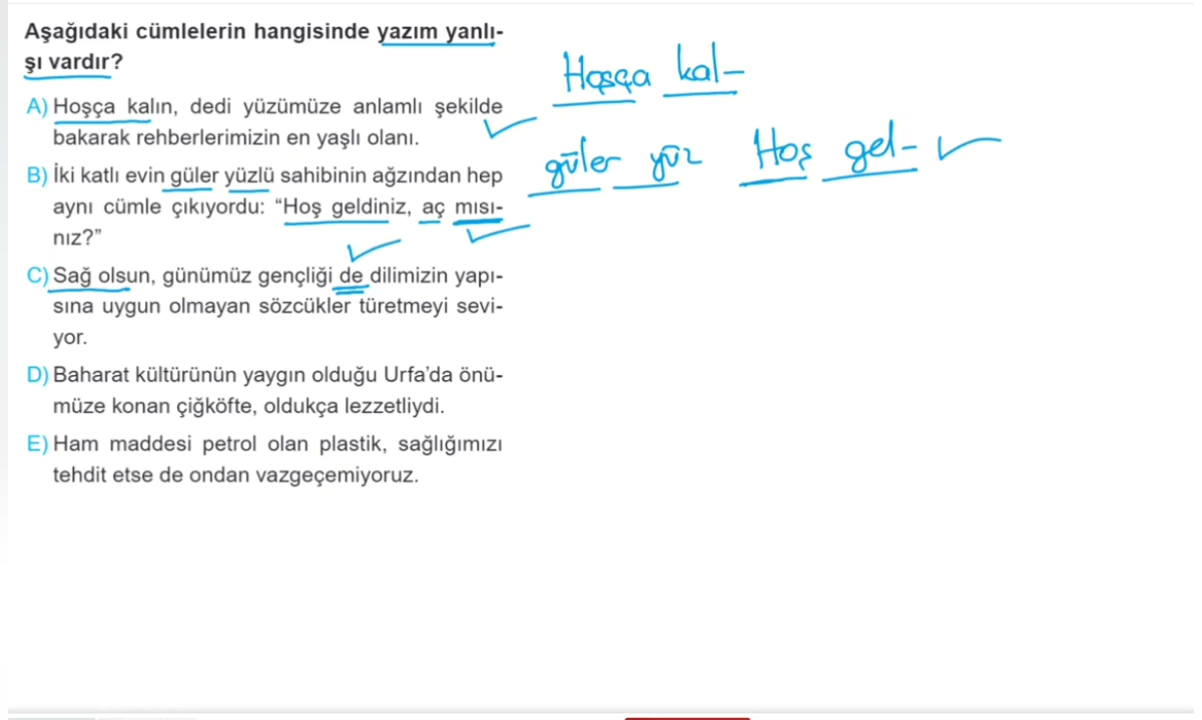 Aşağıdaki cümlelerin hangisinde yazım yanlı-
şı vardır?
A) Hoşça kalın, dedi yüzümüze anlamlı şekilde
bakarak rehberlerimizin en yaşlı olanı.
B) İki katlı evin güler yüzlü sahibinin ağzından hep
aynı cümle çıkıyordu: “Hoş geldiniz, aç mısı-
nız?”
C) Sağ olsun, günümüz gençliği de dilimizin yapı-
sına uygun olmayan sözcükler türetmeyi sevi-
yor.
D) Baharat kültürünün yaygın olduğu Urfa’da önü-
müze konan çiğköfte, oldukça lezzetliydi.
E) Ham maddesi petrol olan plastik, sağlığımızı
tehdit etse de ondan vazgeçemiyoruz.
Hoşça kal-
güler yüz Hoş gel-